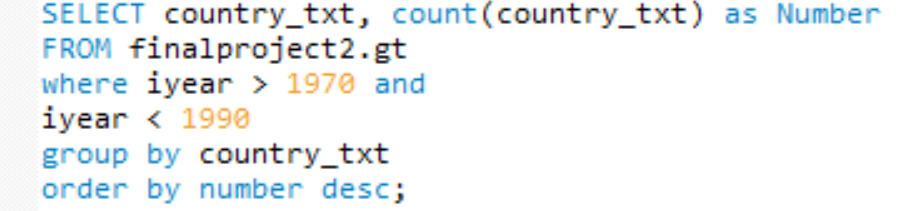 SELECT country_txt, count(country_txt) as Number
FROM finalproject2.gt
where iyear > 1970 and
iyear < 1990
group by country_txt
order by number desc;